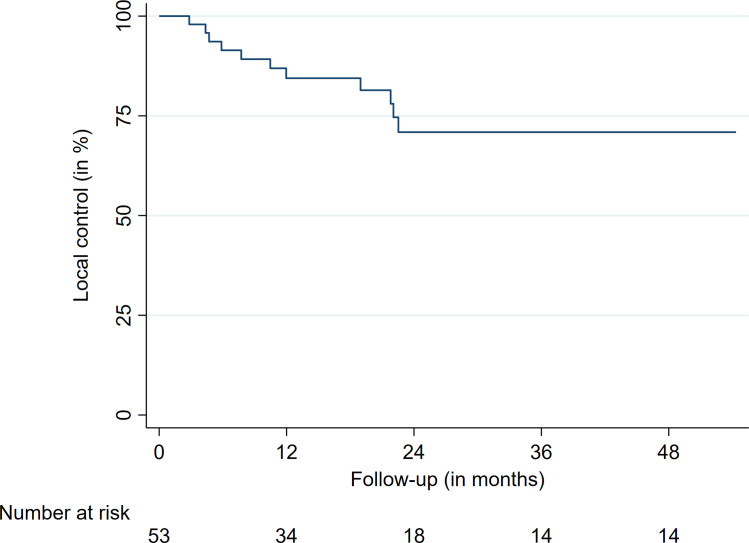 Local control (in %)
100
75
50
25
0
0 12 24 36 48
Follow-up (in months)
Number at risk
53 34 18 14 14